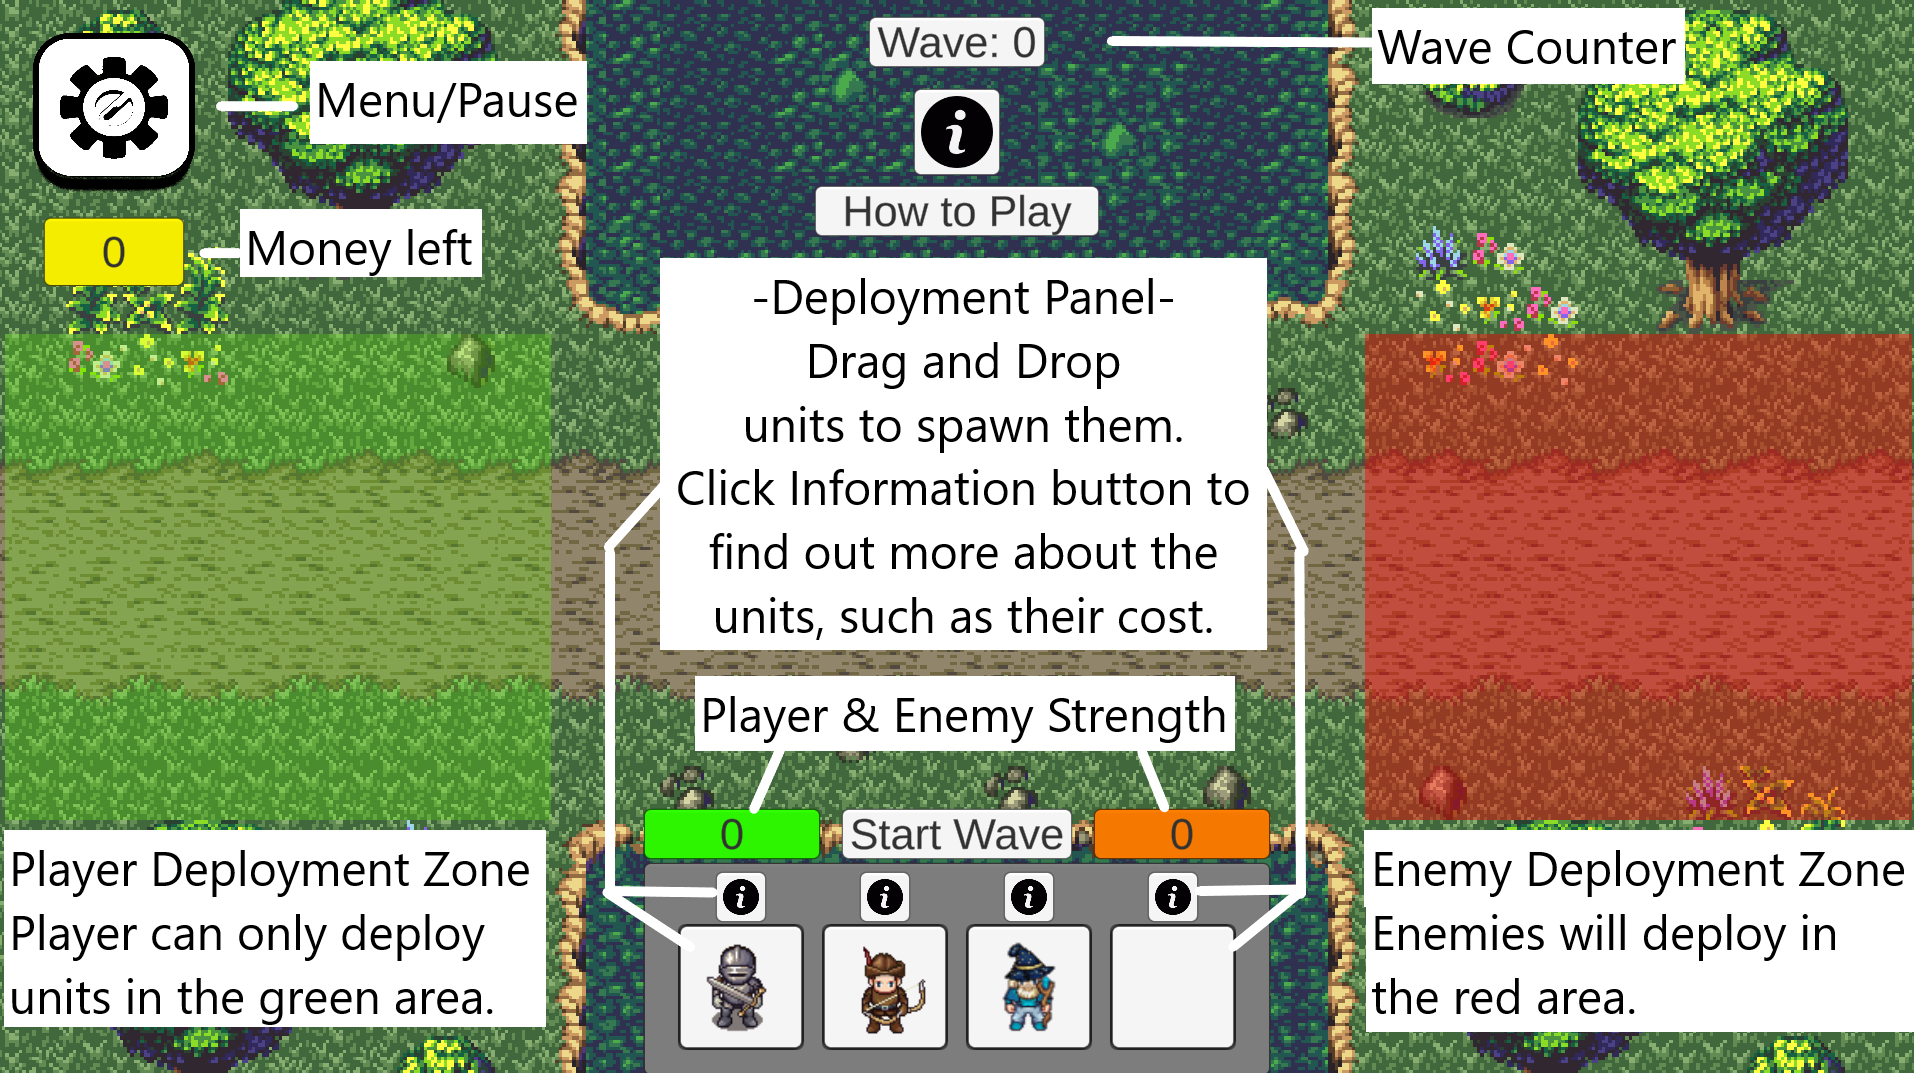 Wave: 0
Wave Counter
Menu/Pause
i
How to Play
0
Money left
-Deployment Panel-
Drag and Drop
units to spawn them.
Click Information button to
find out more about the
units, such as their cost.
Player & Enemy Strength
0
Start Wave
0
Player Deployment Zone
Player can only deploy
units in the green area.
i
i
i
i
Enemy Deployment Zone
Enemies will deploy in
the red area.